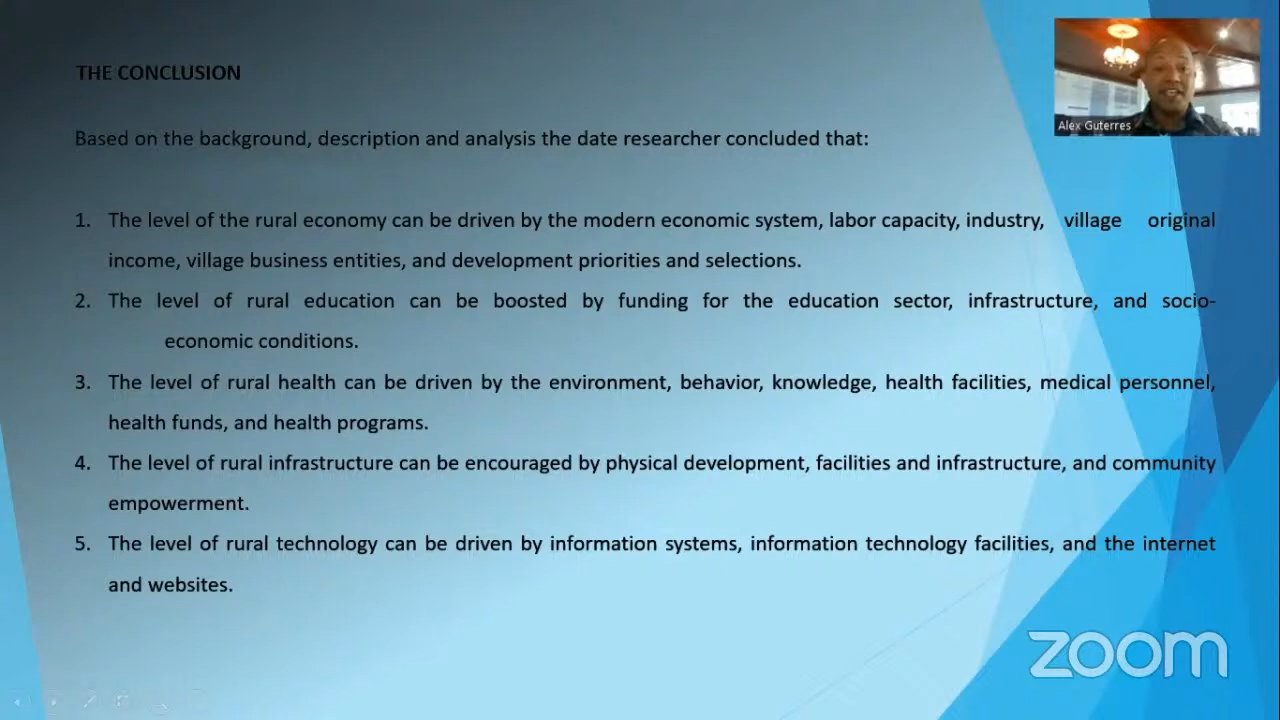 THE CONCLUSION
Alex Guterres
Based on the background, description and analysis the date researcher concluded that:
1. The level of the rural economy can be driven by the modern economic system, labor capacity, industry, village original
income, village business entities, and development priorities and selections.
2. The level of rural education can be boosted by funding for the education sector, infrastructure, and socio-
economic conditions.
3. The level of rural health can be driven by the environment, behavior, knowledge, health facilities, medical personnel,
health funds, and health programs.
4. The level of rural infrastructure can be encouraged by physical development, facilities and infrastructure, and community
empowerment.
5. The level of rural technology can be driven by information systems, information technology facilities, and the internet
and websites.
zoom